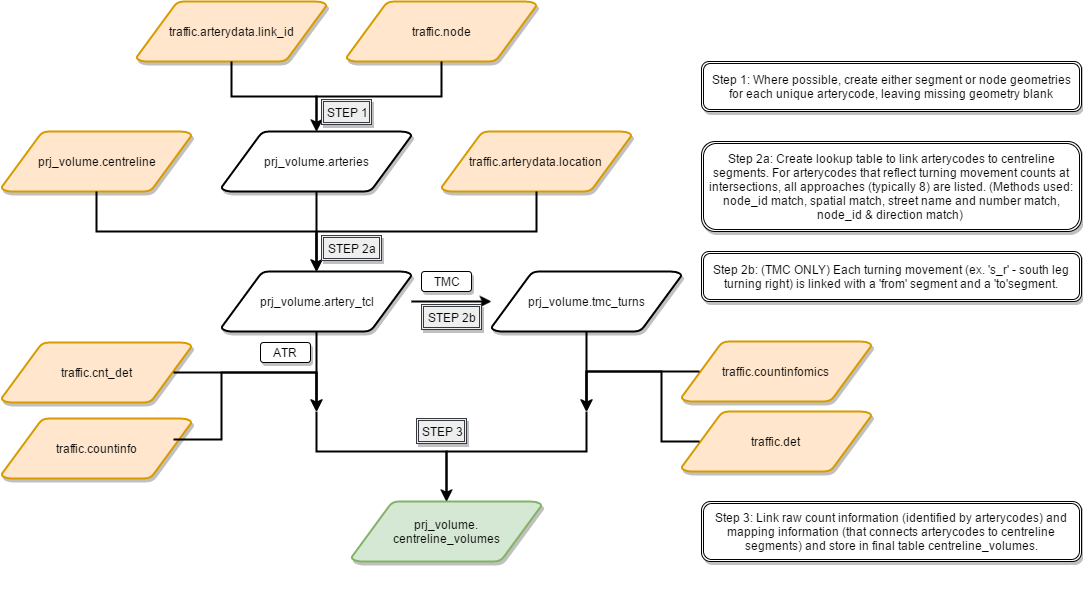 traffic.arterydata.link_id
traffic.node
STEP 1
Step 1: Where possible, create either segment or node geometries
for each unique arterycode, leaving missing geometry blank
prj_volume.centreline
prj_volume.arteries
traffic.arterydata.location
Step 2a: Create lookup table to link arterycodes to centreline
segments. For arterycodes that reflect turning movement counts at
intersections, all approaches (typically 8) are listed. (Methods used:
node_id match, spatial match, street name and number match,
node_id & direction match)
STEP 2a
prj_volume.artery_tcl
TMC
STEP 2b
prj_volume.tmc_turns
Step 2b: (TMC ONLY) Each turning movement (ex. 's_r' - south leg
turning right) is linked with a 'from' segment and a 'to'segment.
ATR
traffic.cnt_det
traffic.countinfomics
traffic.countinfo
STEP 3
traffic.det
prj_volume.
centreline_volumes
Step 3: Link raw count information (identified by arterycodes) and
mapping information (that connects arterycodes to centreline
segments) and store in final table centreline_volumes.